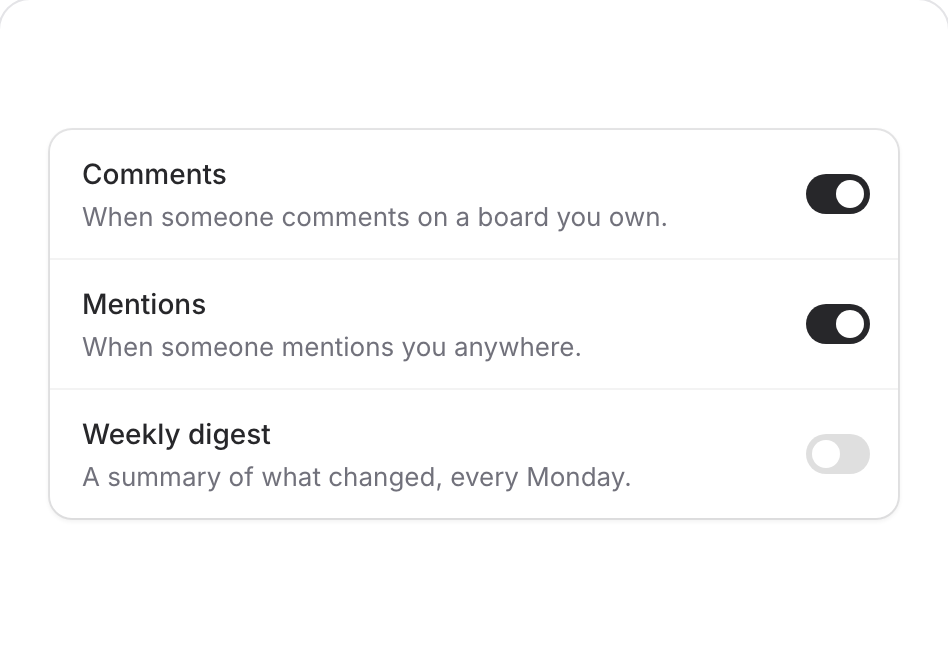 Comments
When someone comments on a board you own.
Mentions
When someone mentions you anywhere.
Weekly digest
A summary of what changed, every Monday.